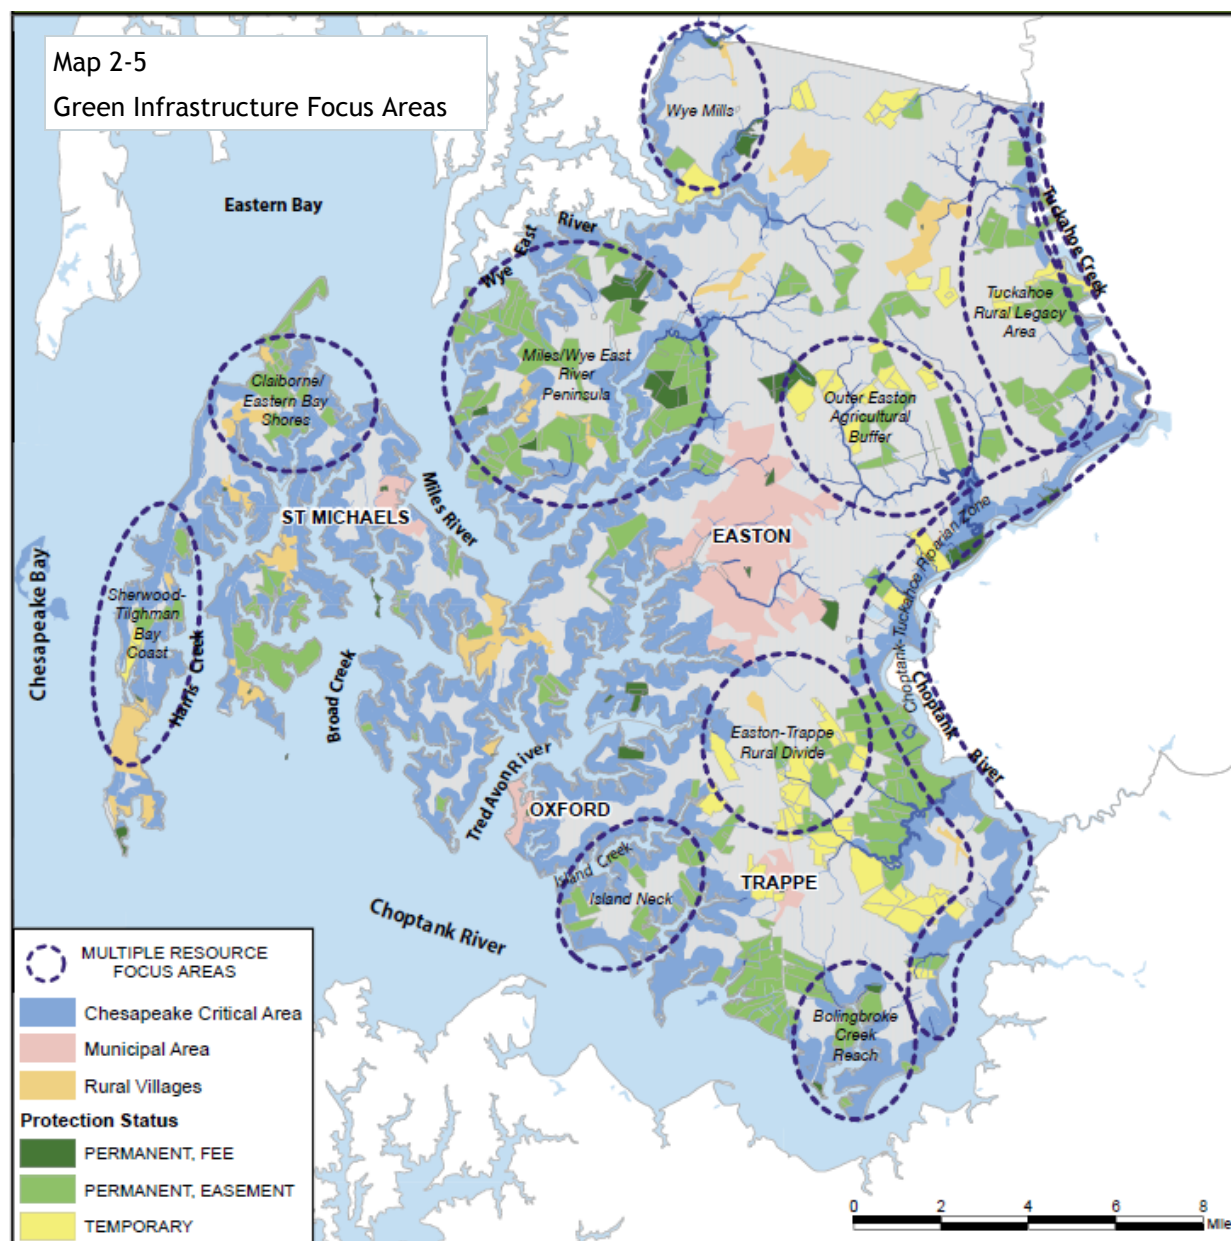 Map 2-5
Green Infrastructure Focus Areas
Wye Mills
Eastern Bay
Wye East River
Tuckahoe Creek
Tuckahoe
Rural Legacy
Area
Miles/Wye East
River
Peninsula
Claiborne/
Eastern Bay
Shores
Outer Easton
Agricultural
Buffer
Miles River
ST MICHAELS
EASTON
Choptank-Tuckahoe Riparian Zone
Chesapeake Bay
Sherwood-
Tilghman
Bay
Coast
Harris Creek
Broad Creek
Choptank River
Easton-Trappe
Rural Divide
Tred Avon River
OXFORD
Island Creek
Island Neck
TRAPPE
Choptank River
Bolingbroke
Creek
Reach
MULTIPLE RESOURCE
FOCUS AREAS
Chesapeake Critical Area
Municipal Area
Rural Villages
Protection Status
PERMANENT, FEE
PERMANENT, EASEMENT
TEMPORARY
0 2 4 6 8
Mile